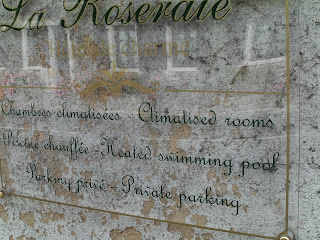 La Roseraie
Chambres climatisées Climatised rooms
Piscine chauffée - Heated swimming pool
Parking privé - Private parking